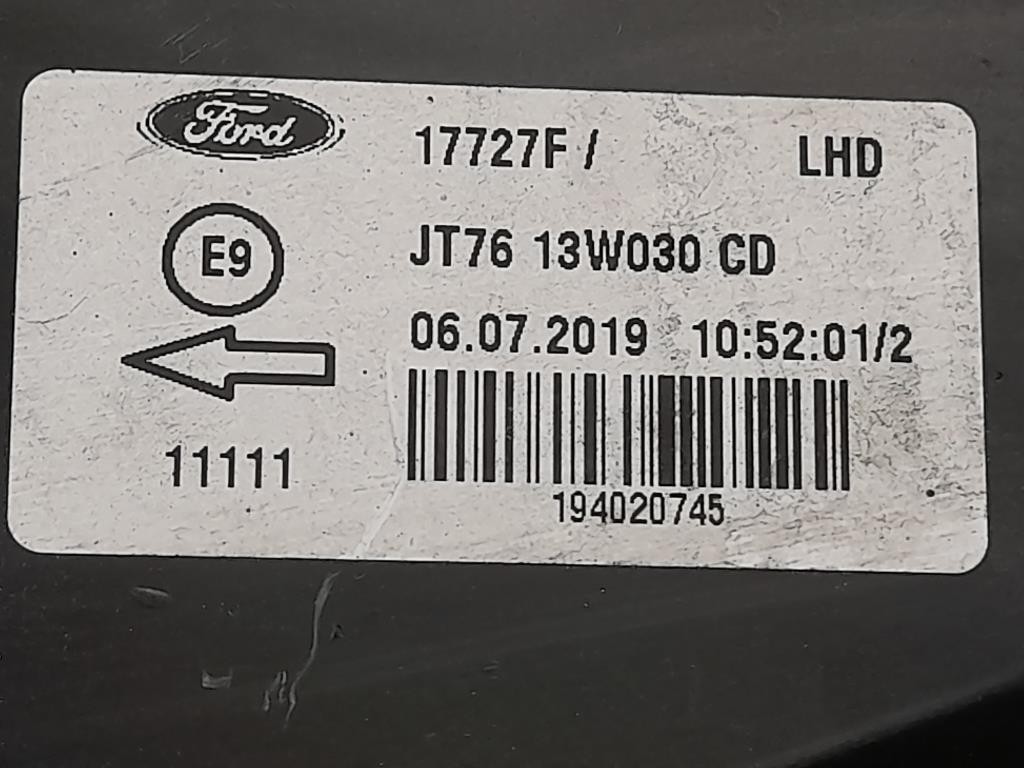 Ford
17727F / LHD
E9
JT76 13W030 CD
06.07.2019 10:52:01/2
11111
194020745